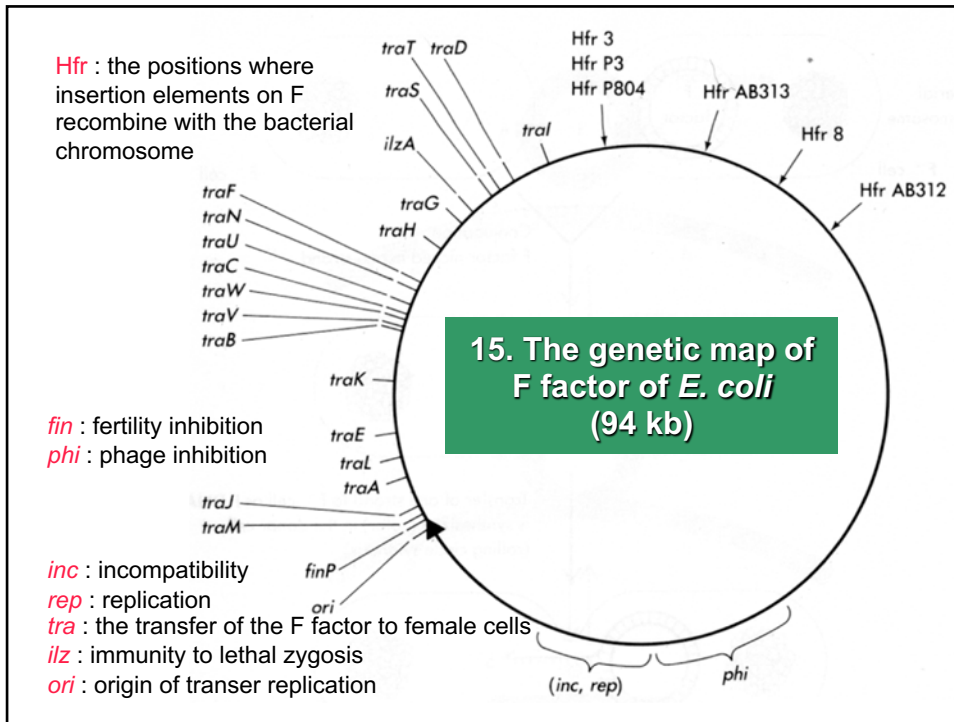 Hfr : the positions where
insertion elements on F
recombine with the bacterial
chromosome
traT traD
traS
ilzA
traI
Hfr 3
Hfr P3
Hfr P804
Hfr AB313
Hfr 8
Hfr AB312
traG
traH
traF
traN
traU
traC
traW
traV
traB
traK
traE
traL
traA
traJ
traM
finP
ori
15. The genetic map of
F factor of E. coli
(94 kb)
fin : fertility inhibition
phi : phage inhibition
inc : incompatibility
rep : replication
tra : the transfer of the F factor to female cells
ilz : immunity to lethal zygosis
ori : origin of transer replication
(inc, rep)
phi